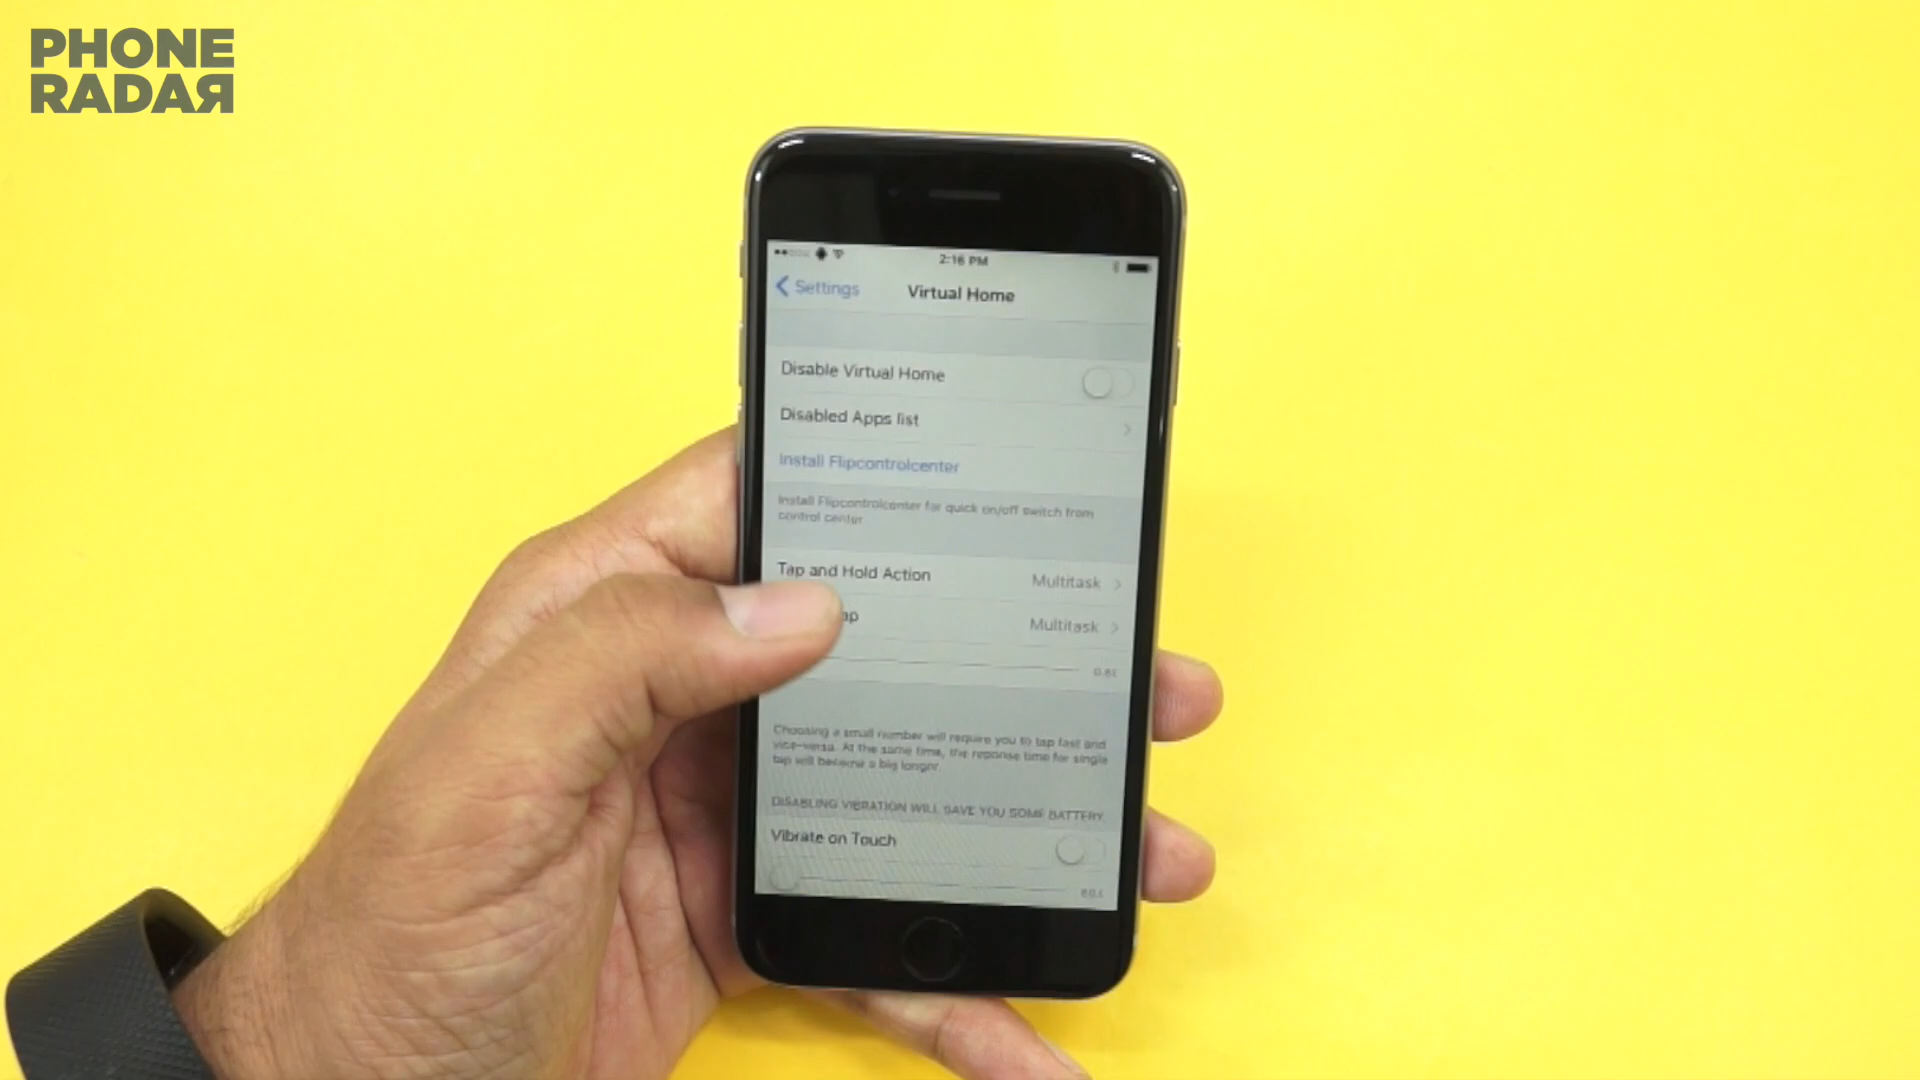 PHONE
RADAR
2:16 PM
Settings
Virtual Home
Disable Virtual Home
Disabled Apps list
Install Flipcontrolcenter
Install Flipcontrolcenter for quick on/off switch from
control center
Tap and Hold Action
Multitask
ap
Multitask
Choosing a small number will require you to tap fast and
vice-versa. At the same time, the reponse time for single
tap will become a big longnr.
DISABLING VIBRATION WILL SAVE YOU SOME BATTERY.
Vibrate on Touch